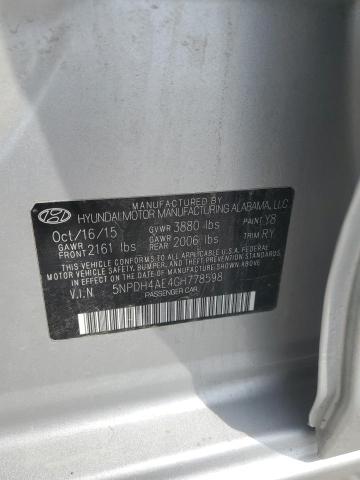 MANUFACTURED BY
HYUNDAI MOTOR MANUFACTURING ALABAMA, LLC
Oct/16/15 GVWR 3880 lbs PAINT Y8
GAWR FRONT 2161 lbs GAWR REAR 2006 lbs TRIM RY
THIS VEHICLE CONFORMS TO ALL APPLICABLE U.S.A. FEDERAL
MOTOR VEHICLE SAFETY, BUMPER, AND THEFT PREVENTION
STANDARDS IN EFFECT ON THE DATE OF MANUFACTURE SHOWN ABOVE
V.I.N 5NPDH4AE4GH778598
PASSENGER CAR